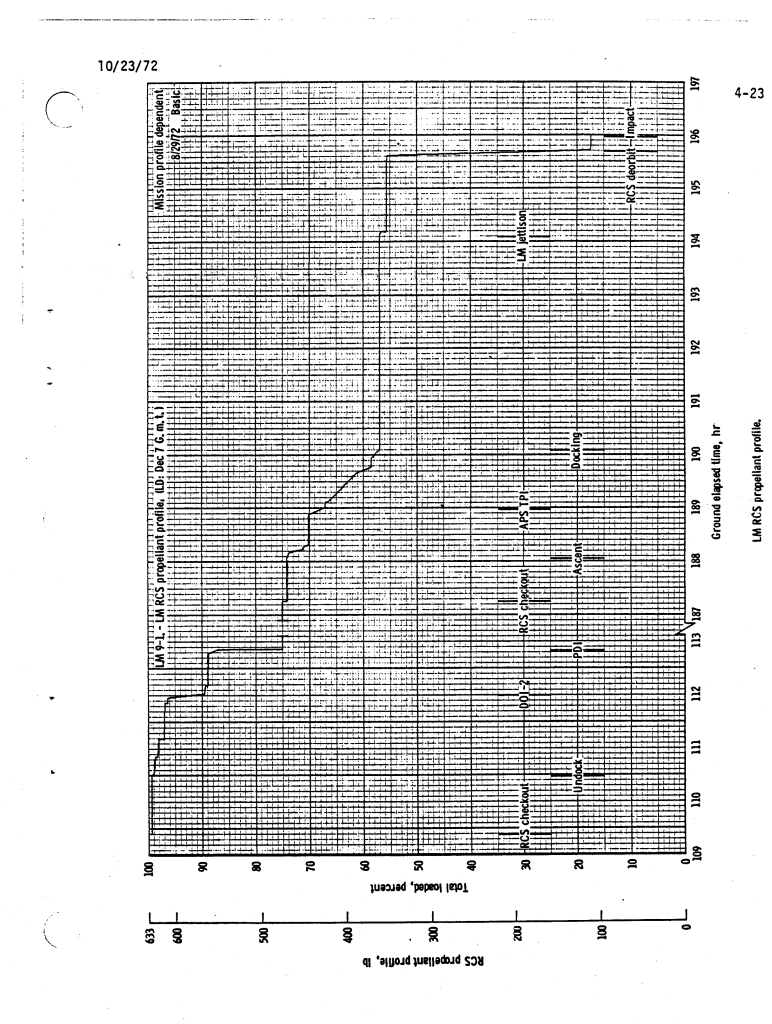 10/23/72
4-23
LM 9-1. - LM RCS propellant profile. (LD: Dec 7 G. m. t.)
Mission profile dependent
8/29/72 Basic
RCS propellant profile, lb
633
600
500
400
300
200
100
0
Total loaded, percent
100
90
80
70
60
50
40
30
20
10
0
RCS checkout
Undock
DOI-2
PDI
RCS checkout
Ascent
APS TPI
Docking
LM jettison
RCS deorbit
Impact
109
110
111
112
113
187
188
189
190
191
192
193
194
195
196
197
Ground elapsed time, hr
LM RCS propellant profile.